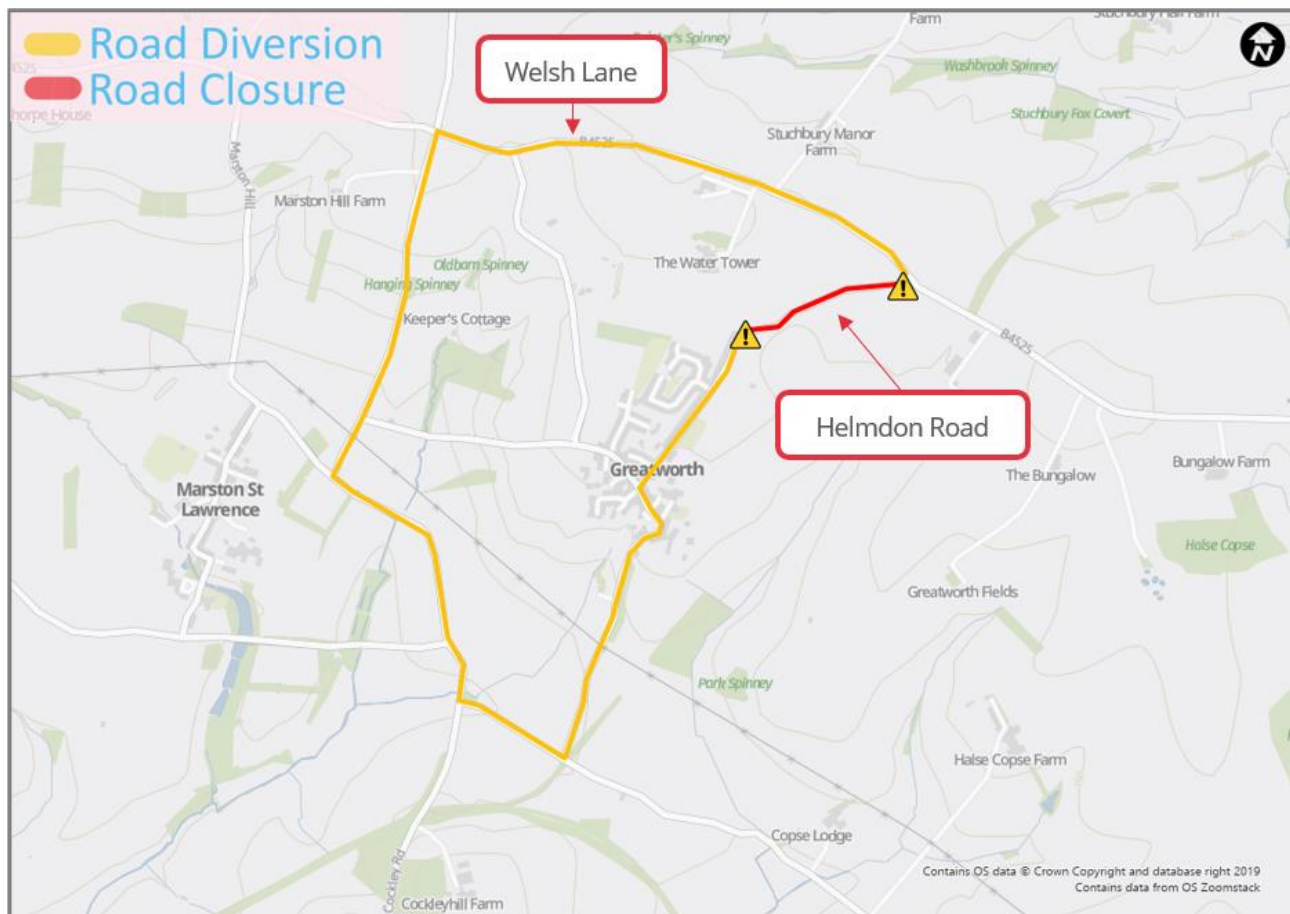 Road Diversion
Road Closure
Farm
Welsh Lane
Washbrook Spinney
Stuchbury Fox Covert
Stuchbury Manor
Farm
B4525
Marston Hill
Marston Hill Farm
The Water Tower
Oldbarn Spinney
Hanging Spinney
Keeper's Cottage
B4525
Helmdon Road
Greatworth
Marston St
Lawrence
The Bungalow
Bungalow Farm
Halse Copse
Greatworth Fields
Park Spinney
Halse Copse Farm
Copse Lodge
Cockley Rd
Cockleyhill Farm
Contains OS data © Crown Copyright and database right 2019
Contains data from OS Zoomstack
N